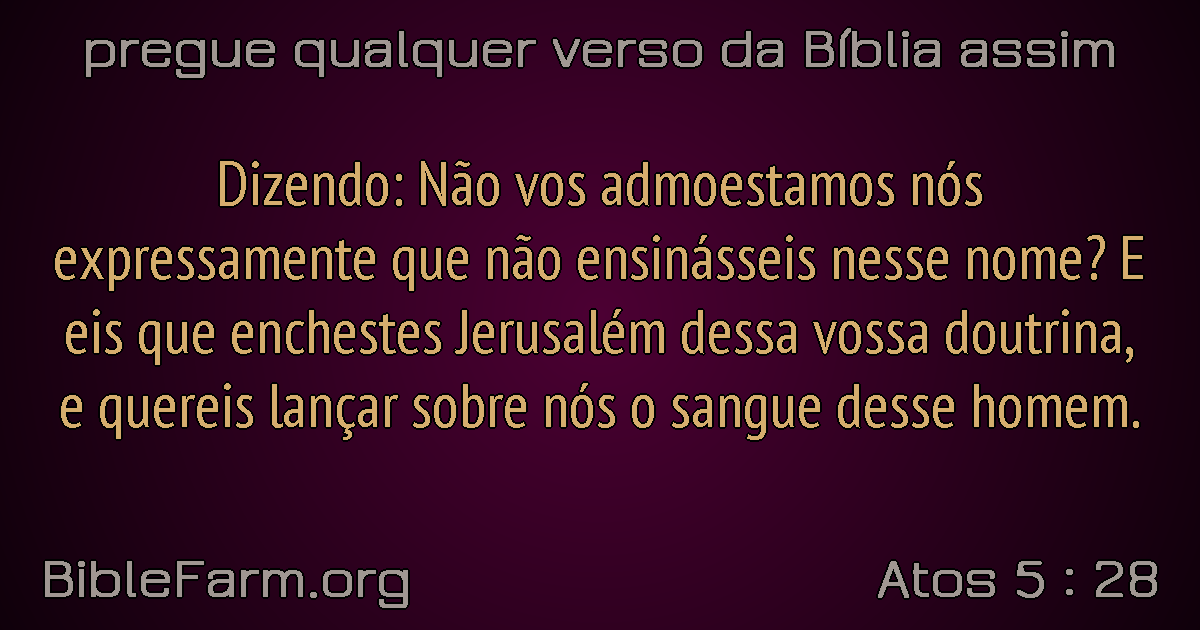 pregue qualquer verso da Bíblia assim
Dizendo: Não vos admoestamos nós
expressamente que não ensinásseis nesse nome? E
eis que enchestes Jerusalém dessa vossa doutrina,
e quereis lançar sobre nós o sangue desse homem.
BibleFarm.org
Atos 5 : 28